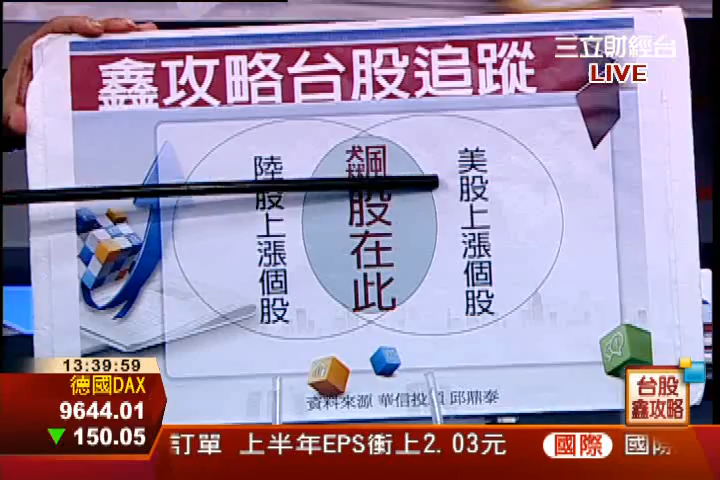 三立財經台
LIVE
鑫攻略台股追蹤
陸股上漲個股
飆股在此
美股上漲個股
資料來源 華信投 邱鼎泰
13:39:59
德國DAX
9644.01
▼ 150.05
台股
鑫攻略
訂單 上半年EPS衝上2.03元 國際 國際